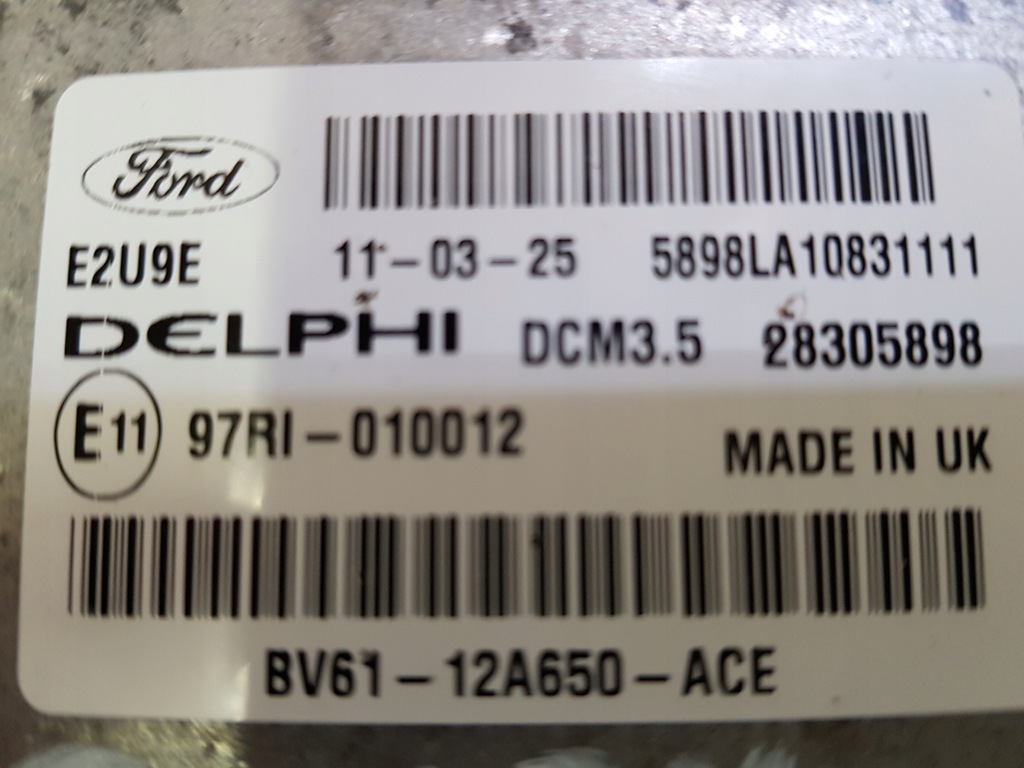 Ford
E2U9E 11-03-25 5898LA10831111
DELPHI DCM3.5 28305898
E11 97RI-010012
MADE IN UK
BV61-12A650-ACE